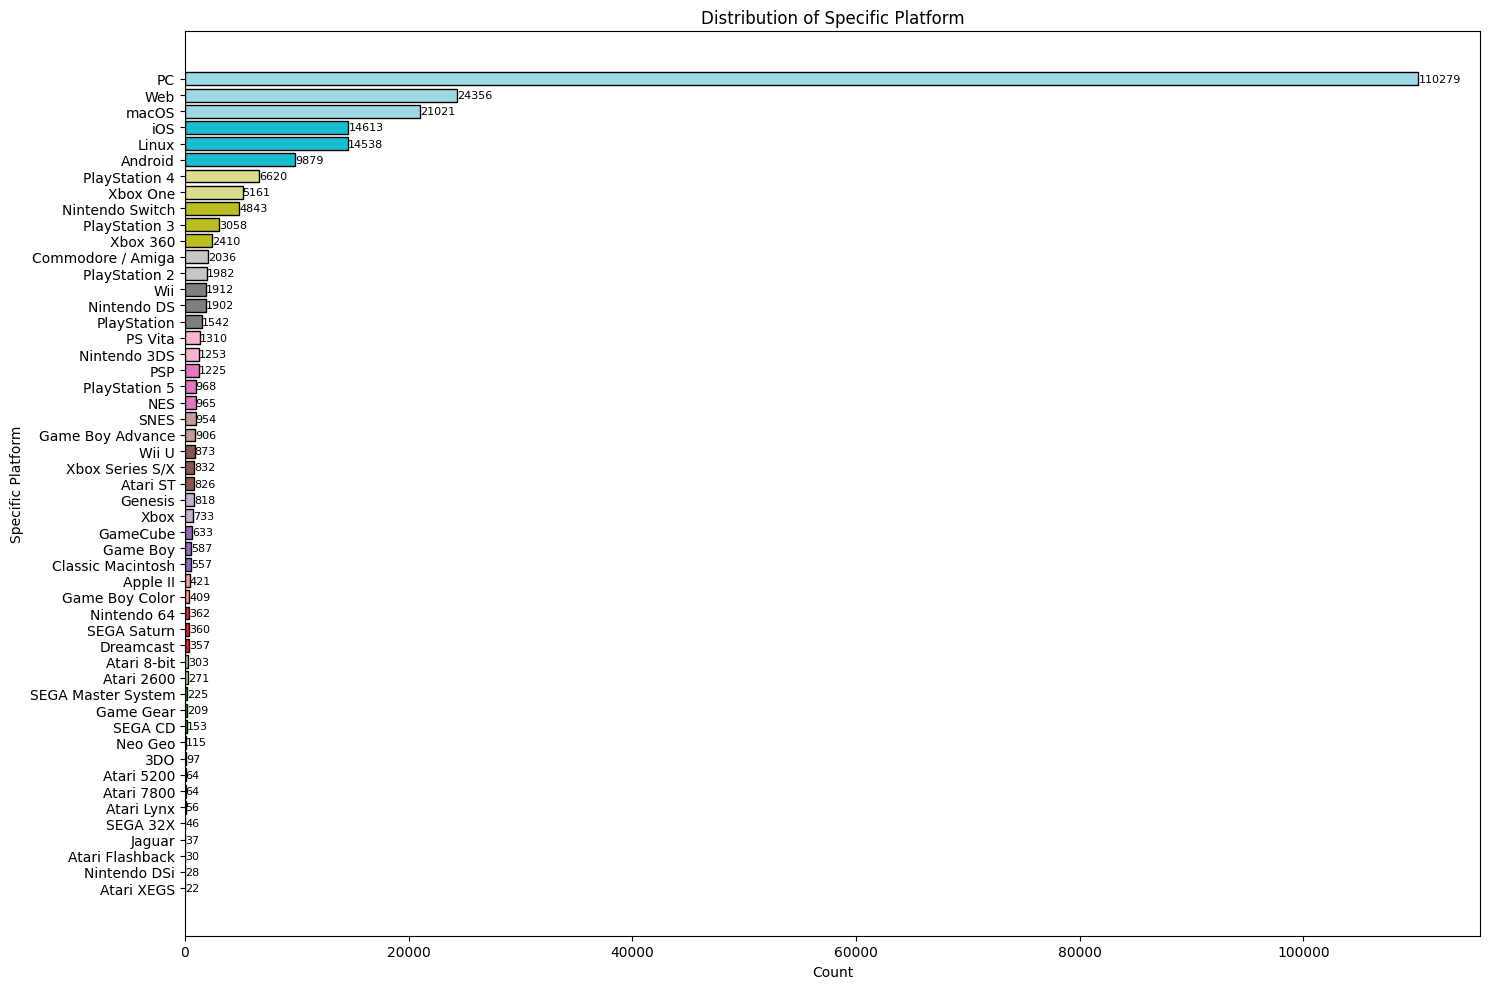 Distribution of Specific Platform
PC 110279
Web 24356
macOS 21021
iOS 14613
Linux 14538
Android 9879
PlayStation 4 6620
Xbox One 5161
Nintendo Switch 4843
PlayStation 3 3058
Xbox 360 2410
Commodore / Amiga 2036
PlayStation 2 1982
Wii 1912
Nintendo DS 1902
PlayStation 1542
PS Vita 1310
Nintendo 3DS 1253
PSP 1225
PlayStation 5 968
NES 965
SNES 954
Game Boy Advance 906
Wii U 873
Xbox Series S/X 832
Atari ST 826
Genesis 818
Xbox 733
GameCube 633
Game Boy 587
Classic Macintosh 557
Apple II 421
Game Boy Color 409
Nintendo 64 362
SEGA Saturn 360
Dreamcast 357
Atari 8-bit 303
Atari 2600 271
SEGA Master System 225
Game Gear 209
SEGA CD 153
Neo Geo 115
3DO 97
Atari 5200 64
Atari 7800 64
Atari Lynx 56
SEGA 32X 46
Jaguar 37
Atari Flashback 30
Nintendo DSi 28
Atari XEGS 22
Specific Platform
0 20000 40000 60000 80000 100000
Count